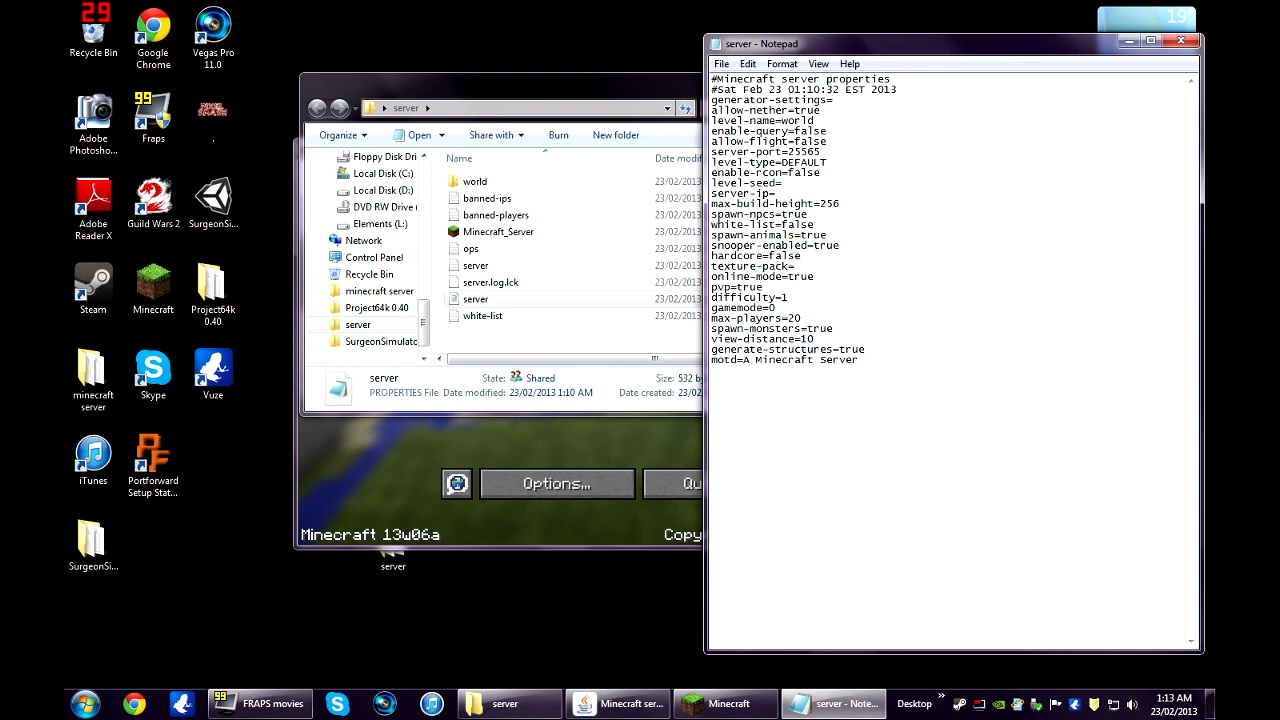 29
Recycle Bin
Google Chrome
Vegas Pro 11.0
Adobe Photosho...
99
Fraps
.
Adobe Reader X
Guild Wars 2
SurgeonSi...
Steam
Minecraft
Project64k 0.40
minecraft server
Skype
Vuze
iTunes
Portforward Setup Stat...
SurgeonSi...
server
19
server
Organize
Open
Share with
Burn
New folder
Name
Date modif
Floppy Disk Dri
Local Disk (C:)
Local Disk (D:)
DVD RW Drive (
Elements (L:)
Network
Control Panel
Recycle Bin
minecraft server
Project64k 0.40
server
SurgeonSimulato
world 23/02/2013
banned-ips 23/02/2013
banned-players 23/02/2013
Minecraft_Server 23/02/2013
ops 23/02/2013
server 23/02/2013
server.log.lck 23/02/2013
server 23/02/2013
white-list 23/02/2013
server State: Shared Size: 532 by
PROPERTIES File Date modified: 23/02/2013 1:10 AM Date created: 23/02
Options...
Qu
Minecraft 13w06a
Copy
server - Notepad
File Edit Format View Help
#Minecraft server properties
#Sat Feb 23 01:10:32 EST 2013
generator-settings=
allow-nether=true
level-name=world
enable-query=false
allow-flight=false
server-port=25565
level-type=DEFAULT
enable-rcon=false
level-seed=
server-ip=
max-build-height=256
spawn-npcs=true
white-list=false
spawn-animals=true
snooper-enabled=true
hardcore=false
texture-pack=
online-mode=true
pvp=true
difficulty=1
gamemode=0
max-players=20
spawn-monsters=true
view-distance=10
generate-structures=true
motd=A Minecraft Server
99
FRAPS movies
server
Minecraft ser...
Minecraft
server - Note...
Desktop
1:13 AM
23/02/2013